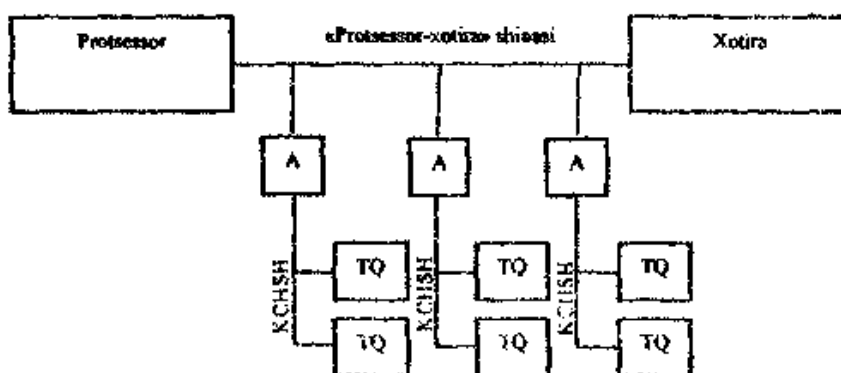 Protsessor
«Protsessor-xotira» shinasi
Xotira
A
A
A
KCHSH
TQ
KCHSH
TQ
KCHSH
TQ
TQ
TQ
TQ